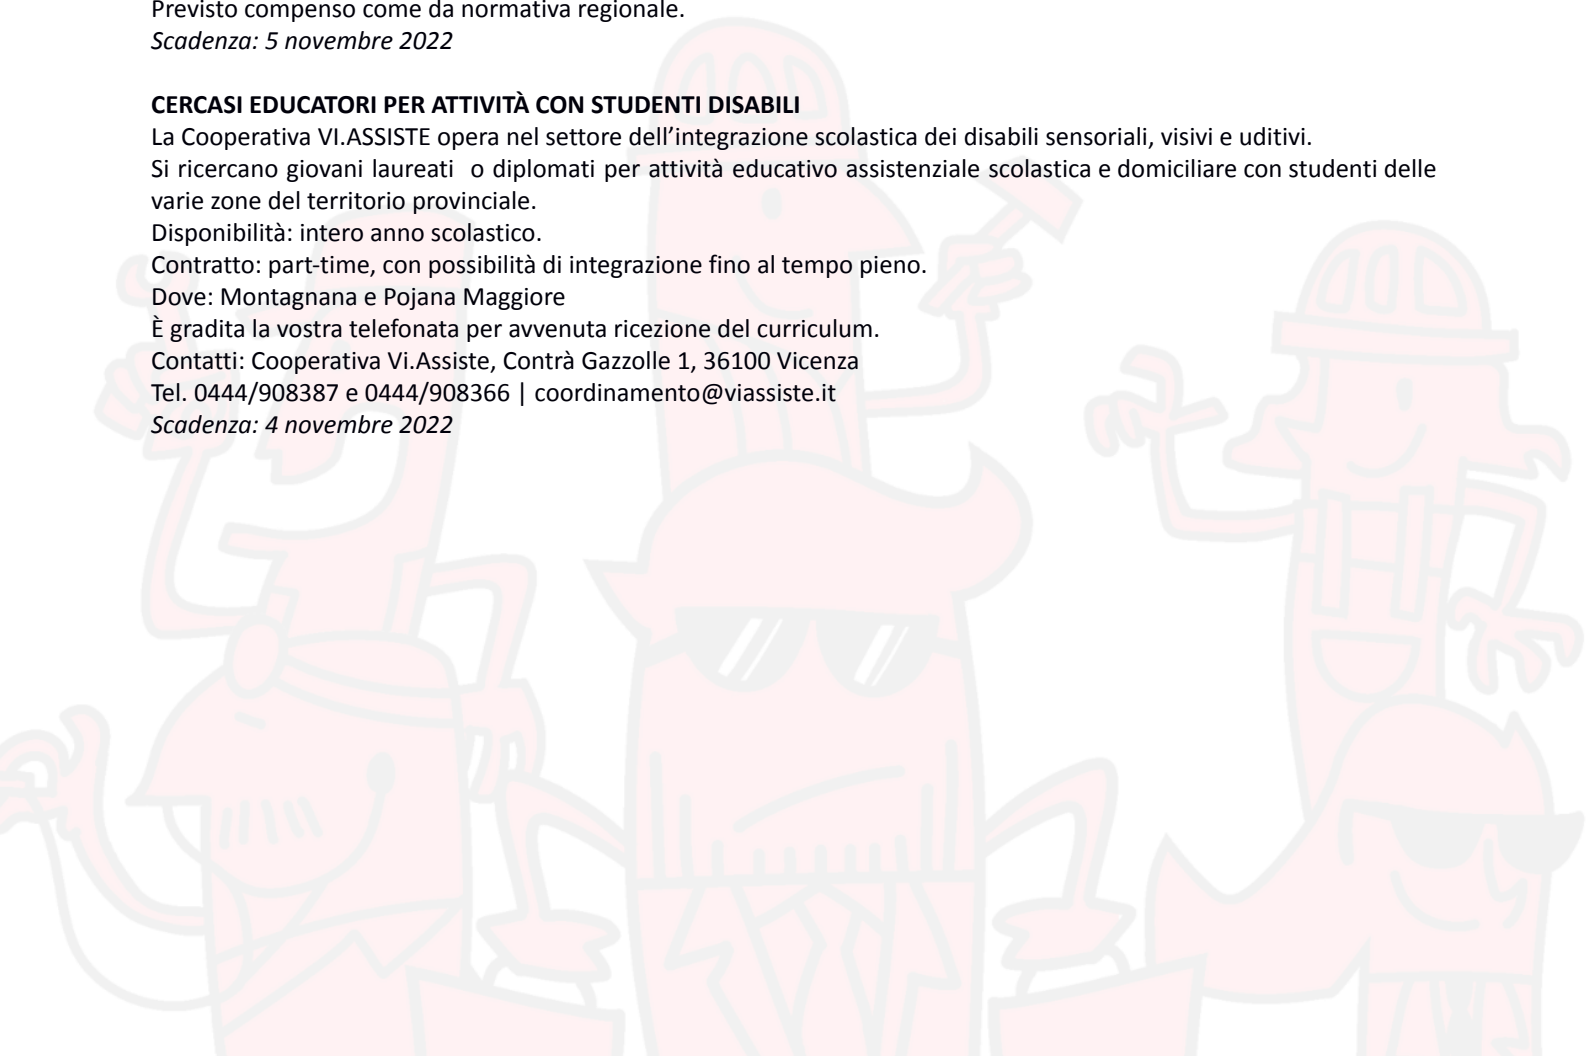 Previsto compenso come da normativa regionale.
Scadenza: 5 novembre 2022
CERCASI EDUCATORI PER ATTIVITÀ CON STUDENTI DISABILI
La Cooperativa VI.ASSISTE opera nel settore dell’integrazione scolastica dei disabili sensoriali, visivi e uditivi.
Si ricercano giovani laureati  o diplomati per attività educativo assistenziale scolastica e domiciliare con studenti delle
varie zone del territorio provinciale.
Disponibilità: intero anno scolastico.
Contratto: part-time, con possibilità di integrazione fino al tempo pieno.
Dove: Montagnana e Pojana Maggiore
È gradita la vostra telefonata per avvenuta ricezione del curriculum.
Contatti: Cooperativa Vi.Assiste, Contrà Gazzolle 1, 36100 Vicenza
Tel. 0444/908387 e 0444/908366 | coordinamento@viassiste.it
Scadenza: 4 novembre 2022